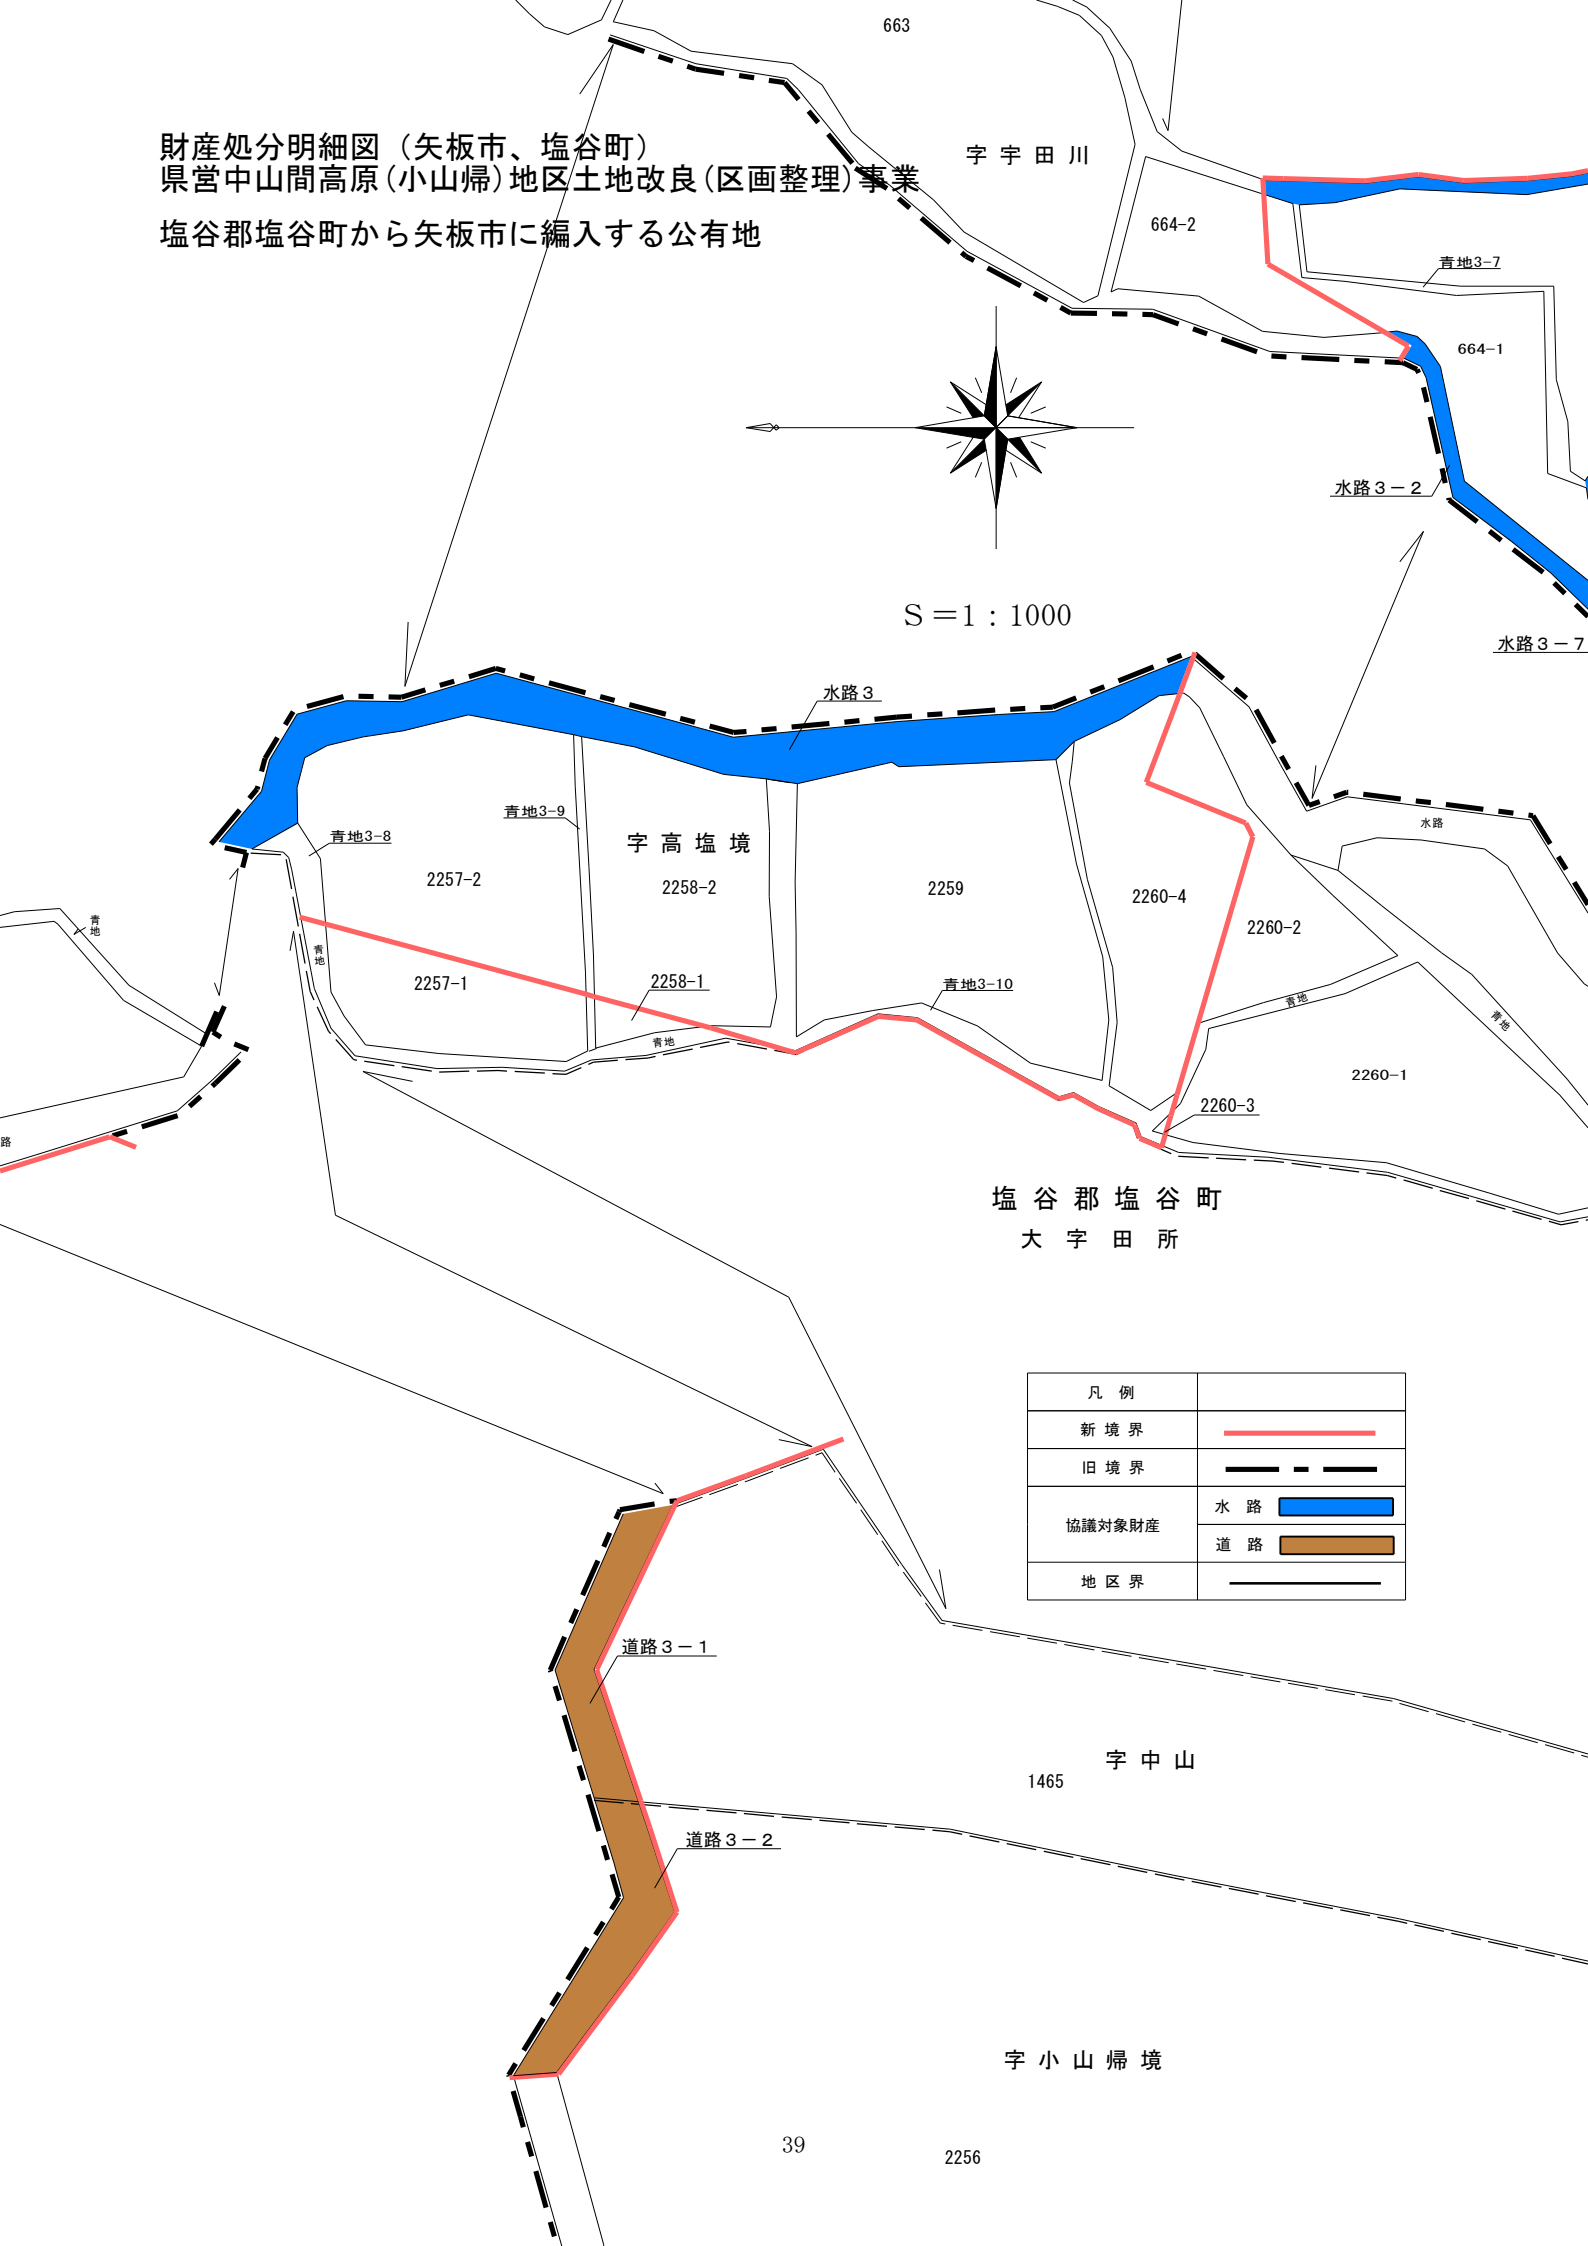 663
財産処分明細図（矢板市、塩谷町）
県営中山間高原(小山帰)地区土地改良(区画整理)事業
塩谷郡塩谷町から矢板市に編入する公有地
字宇田川
664-2
青地3-7
664-1
水路３－２
S＝1：1000
水路３－７
水路３
青地3-9
青地3-8
字高塩境
水路
2257-2
2258-2
2259
2260-4
2260-2
青地
青地
2257-1
2258-1
青地3-10
青地
青地
青地
2260-1
2260-3
路
塩谷郡塩谷町
大字田所
凡例
新境界
旧境界
協議対象財産
水路
道路
地区界
道路３－１
字中山
1465
道路３－２
字小山帰境
39
2256